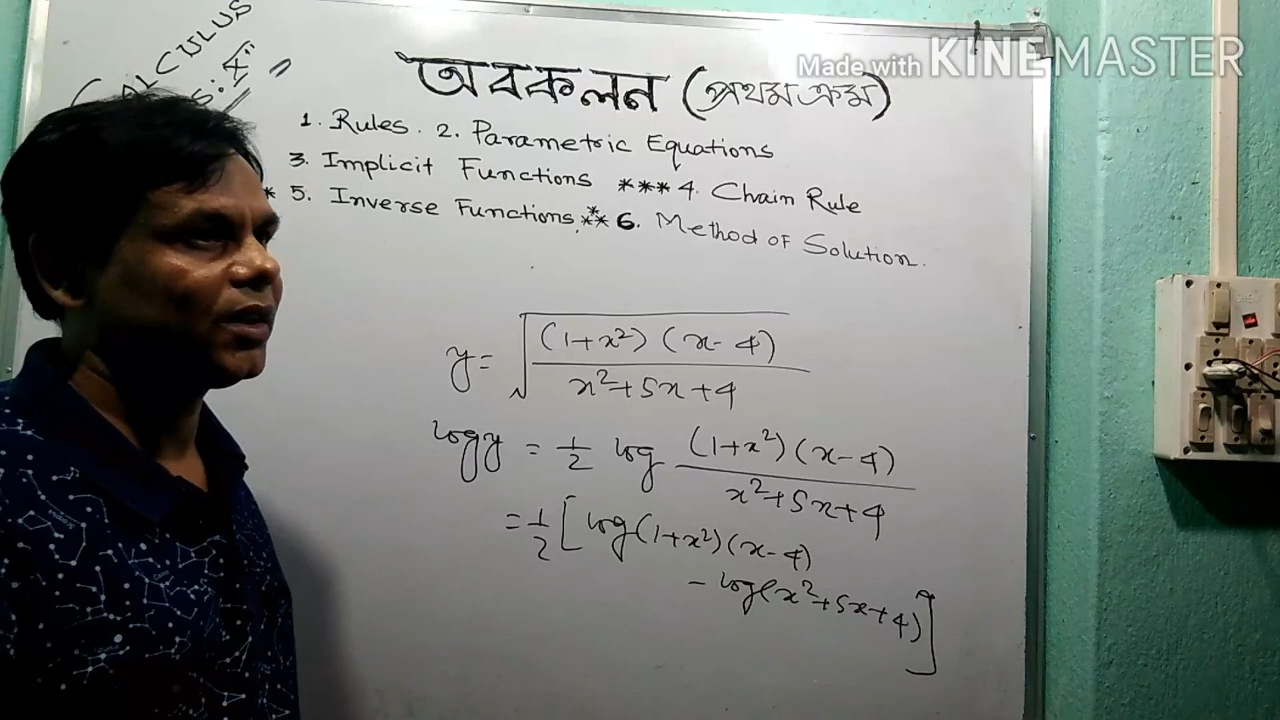 Made with KINEMASTER
CALCULUS
অবকলন (প্রথম ক্রম)
1. Rules. 2. Parametric Equations
3. Implicit Functions *** 4. Chain Rule
* 5. Inverse Functions, *** 6. Method of Solution.
y = √((1+x²)(x-4) / x²+5x+4)
log y = 1/2 log (1+x²)(x-4) / x²+5x+4
= 1/2 [log(1+x²)(x-4)
- log(x²+5x+4)]